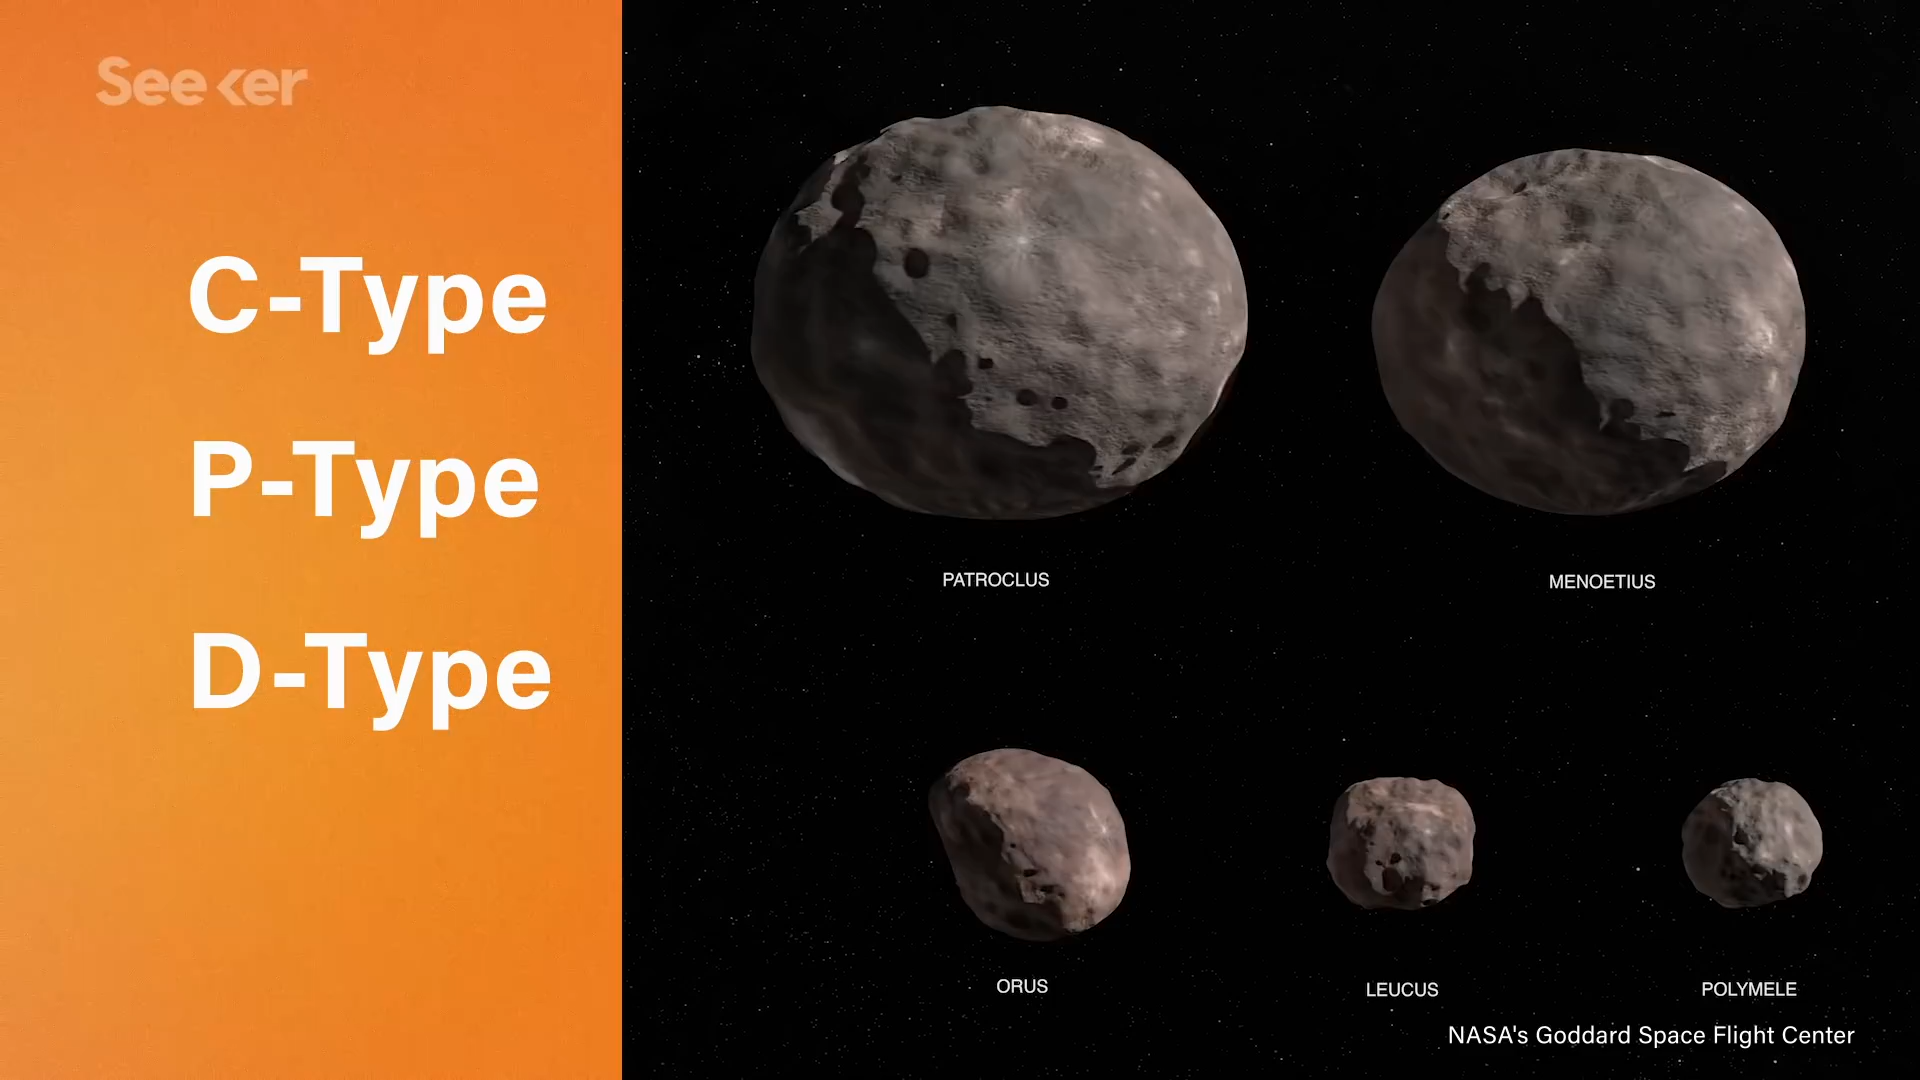 Seeker
C-Type
P-Type
D-Type
PATROCLUS
MENOETIUS
ORUS
LEUCUS
POLYMELE
NASA's Goddard Space Flight Center